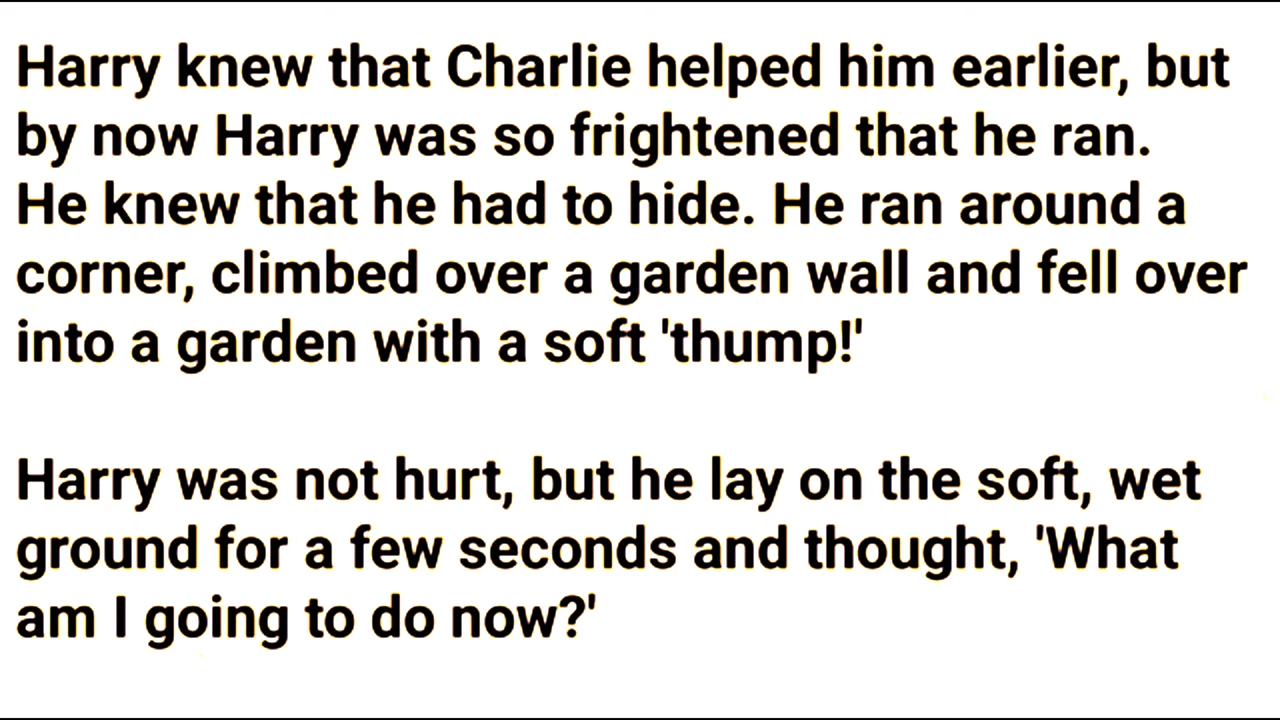 Harry knew that Charlie helped him earlier, but
by now Harry was so frightened that he ran.
He knew that he had to hide. He ran around a
corner, climbed over a garden wall and fell over
into a garden with a soft 'thump!'
Harry was not hurt, but he lay on the soft, wet
ground for a few seconds and thought, 'What
am I going to do now?'